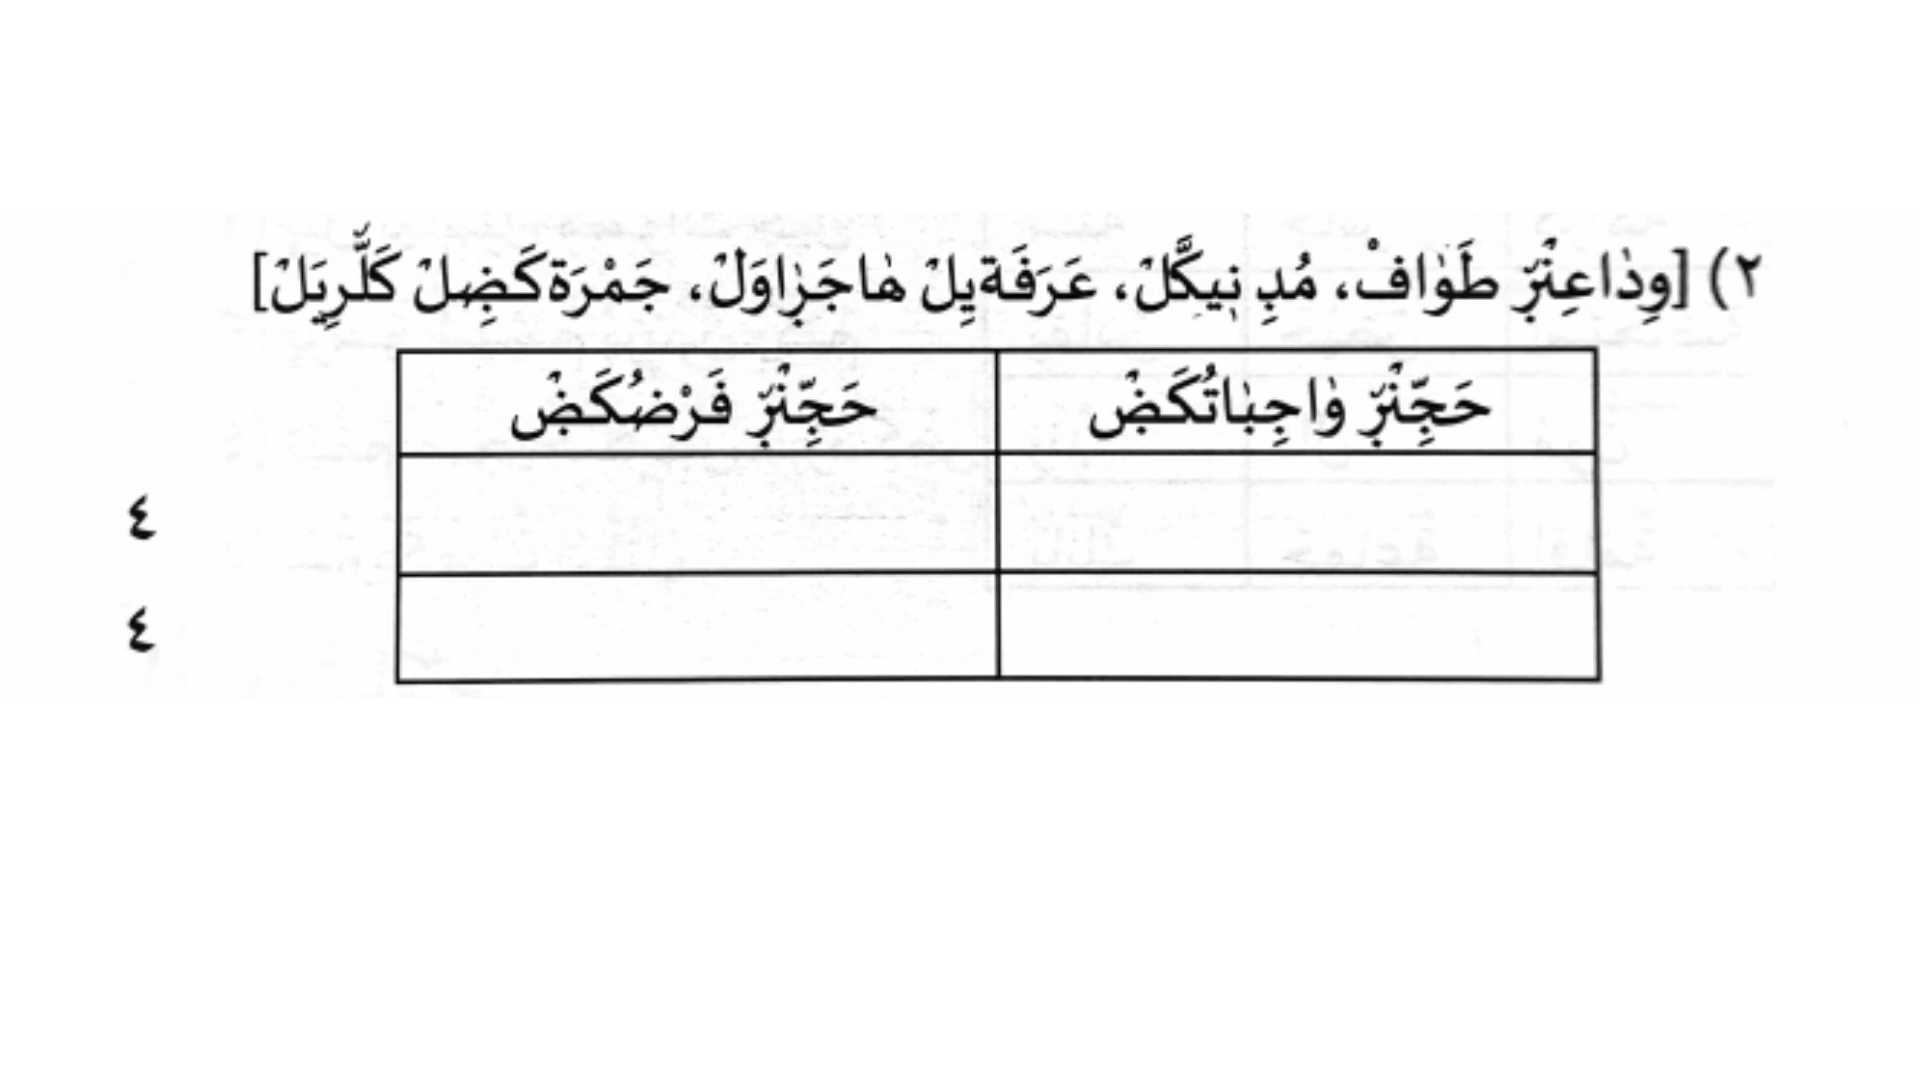 ٢) [وِدٰاعِنْڔٜ طَوٰافْ، مُڊِ نٖيكَّلْ، عَرَفَةيِلْ هٰاجَرٰاوَلْ، جَمْرَةكَۻِلْ كَلّٚرِيَلْ]
حَجِّنْڔٜ وٰاجِبٰاتُكَۻْ
حَجِّنْڔٜ فَرْضُكَۻْ
٤
٤